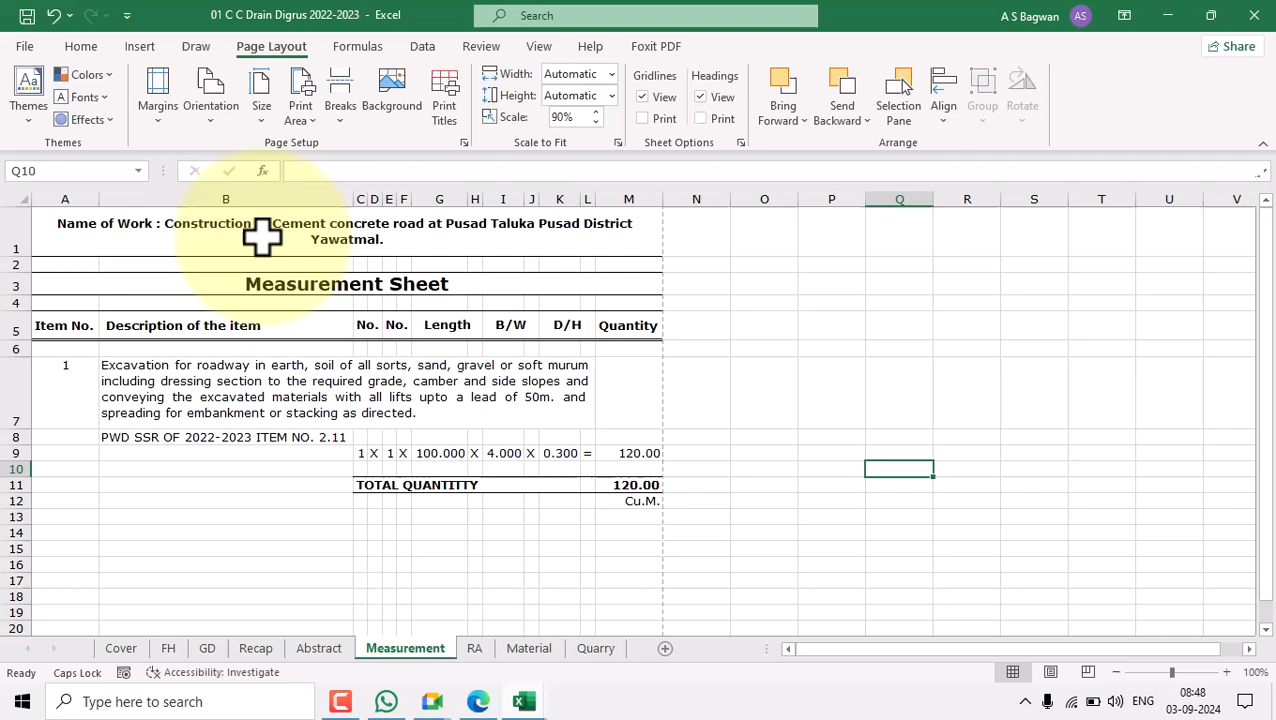 01 C C Drain Digrus 2022-2023 - Excel
Search
A S Bagwan AS
File Home Insert Draw Page Layout Formulas Data Review View Help Foxit PDF Share
Themes
Colors
Fonts
Effects
Themes
Margins
Orientation
Size
Print Area
Breaks
Background
Print Titles
Page Setup
Width: Automatic
Height: Automatic
Scale: 90%
Scale to Fit
Gridlines Headings
View View
Print Print
Sheet Options
Bring Forward
Send Backward
Selection Pane
Align
Group
Rotate
Arrange
Q10
fx
A B C D E F G H I J K L M N O P Q R S T U V
1 Name of Work : Construction Cement concrete road at Pusad Taluka Pusad District
Yawatmal.
2
3 Measurement Sheet
4
5 Item No. Description of the item No. No. Length B/W D/H Quantity
6
1 Excavation for roadway in earth, soil of all sorts, sand, gravel or soft murum
including dressing section to the required grade, camber and side slopes and
conveying the excavated materials with all lifts upto a lead of 50m. and
7 spreading for embankment or stacking as directed.
8 PWD SSR OF 2022-2023 ITEM NO. 2.11
9 1 X 1 X 100.000 X 4.000 X 0.300 = 120.00
10
11 TOTAL QUANTITTY 120.00
12 Cu.M.
13
14
15
16
17
18
19
20
Cover FH GD Recap Abstract Measurement RA Material Quarry
Ready Caps Lock Accessibility: Investigate 100%
Type here to search
ENG
08:48
03-09-2024